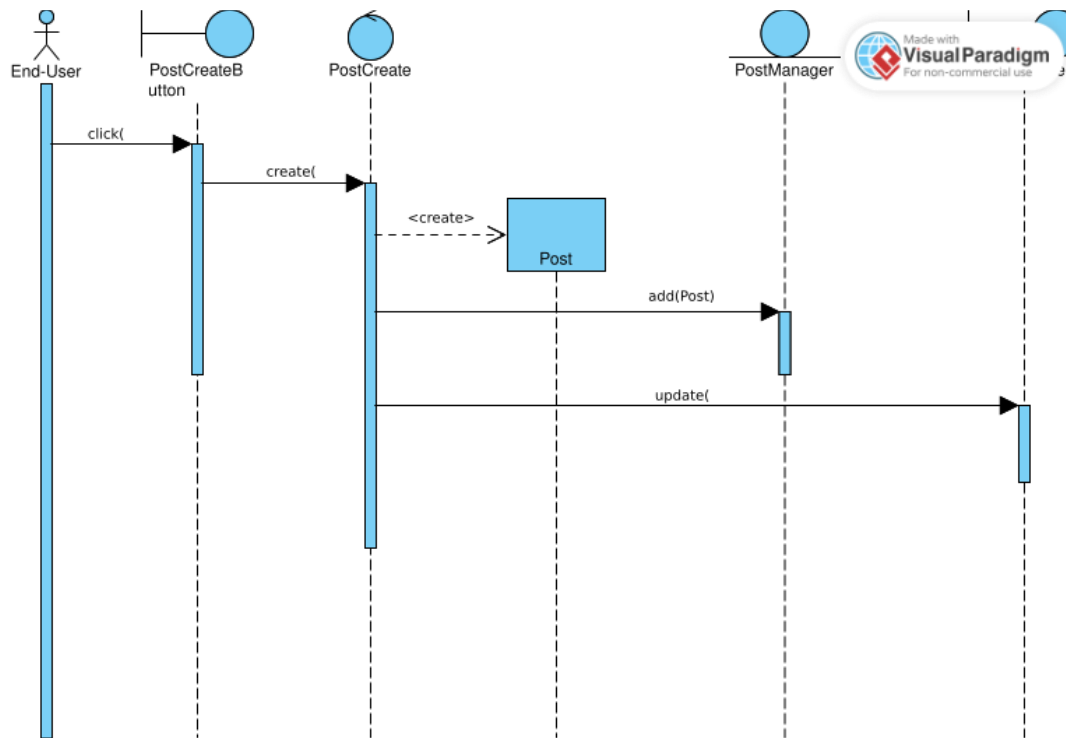 End-User
PostCreateB
utton
PostCreate
PostManager
Made with
Visual Paradigm
For non-commercial use
click(
create(
<create>
Post
add(Post)
update(